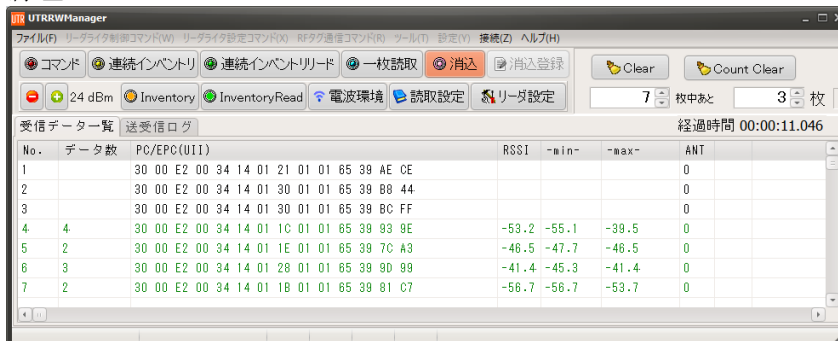 UTR UTRRWManager
ファイル(F) リーダライタ制御コマンド(W) リーダライタ設定コマンド(X) RFタグ通信コマンド(R) ツール(T) 設定(Y) 接続(Z) ヘルプ(H)
コマンド 連続インベントリ 連続インベントリリード 一枚読取 消込 消込登録 Clear Count Clear
24 dBm Inventory InventoryRead 電波環境 読取設定 リーダ設定 7 枚中あと 3 枚
受信データ一覧 送受信ログ 経過時間 00:00:11.046
No. データ数 PC/EPC(UII) RSSI -min- -max- ANT
1 30 00 E2 00 34 14 01 21 01 01 65 39 AE CE 0
2 30 00 E2 00 34 14 01 30 01 01 65 39 B8 44 0
3 30 00 E2 00 34 14 01 30 01 01 65 39 BC FF 0
4 4 30 00 E2 00 34 14 01 1C 01 01 65 39 93 9E -53.2 -55.1 -39.5 0
5 2 30 00 E2 00 34 14 01 1E 01 01 65 39 7C A3 -46.5 -47.7 -46.5 0
6 3 30 00 E2 00 34 14 01 28 01 01 65 39 9D 99 -41.4 -45.3 -41.4 0
7 2 30 00 E2 00 34 14 01 1B 01 01 65 39 81 C7 -56.7 -56.7 -53.7 0